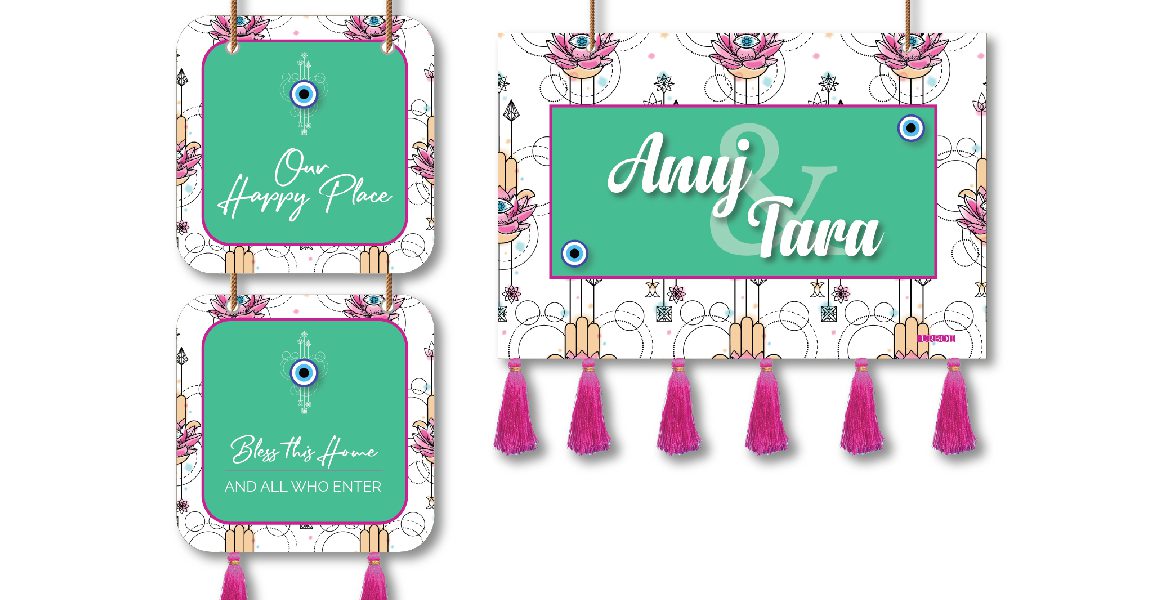 Our
Happy Place
Bless this Home
AND ALL WHO ENTER
Anuj
&
Tara